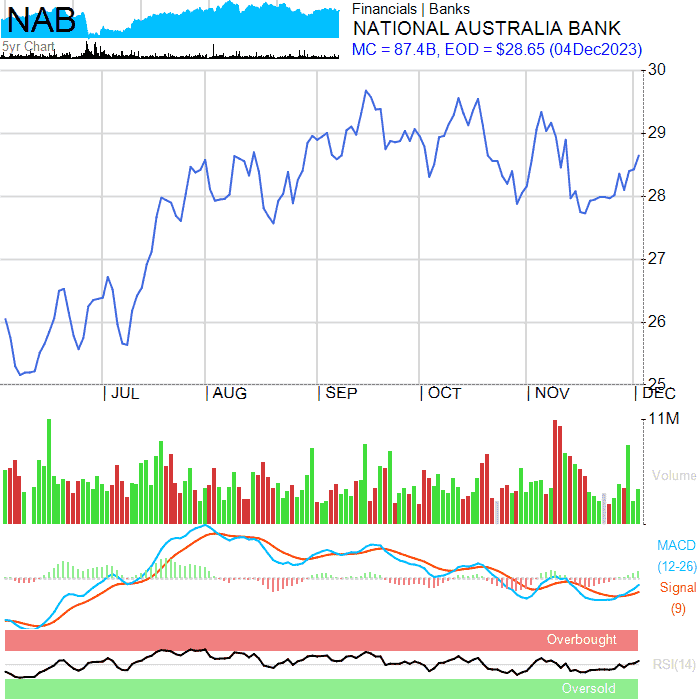 NAB
5yr Chart
Financials | Banks
NATIONAL AUSTRALIA BANK
MC = 87.4B, EOD = $28.65 (04Dec2023)
30
29
28
27
26
25
| JUL | AUG | SEP | OCT | NOV | DEC
11M
Volume
MACD
(12-26)
Signal
(9)
Overbought
RSI(14)
Oversold